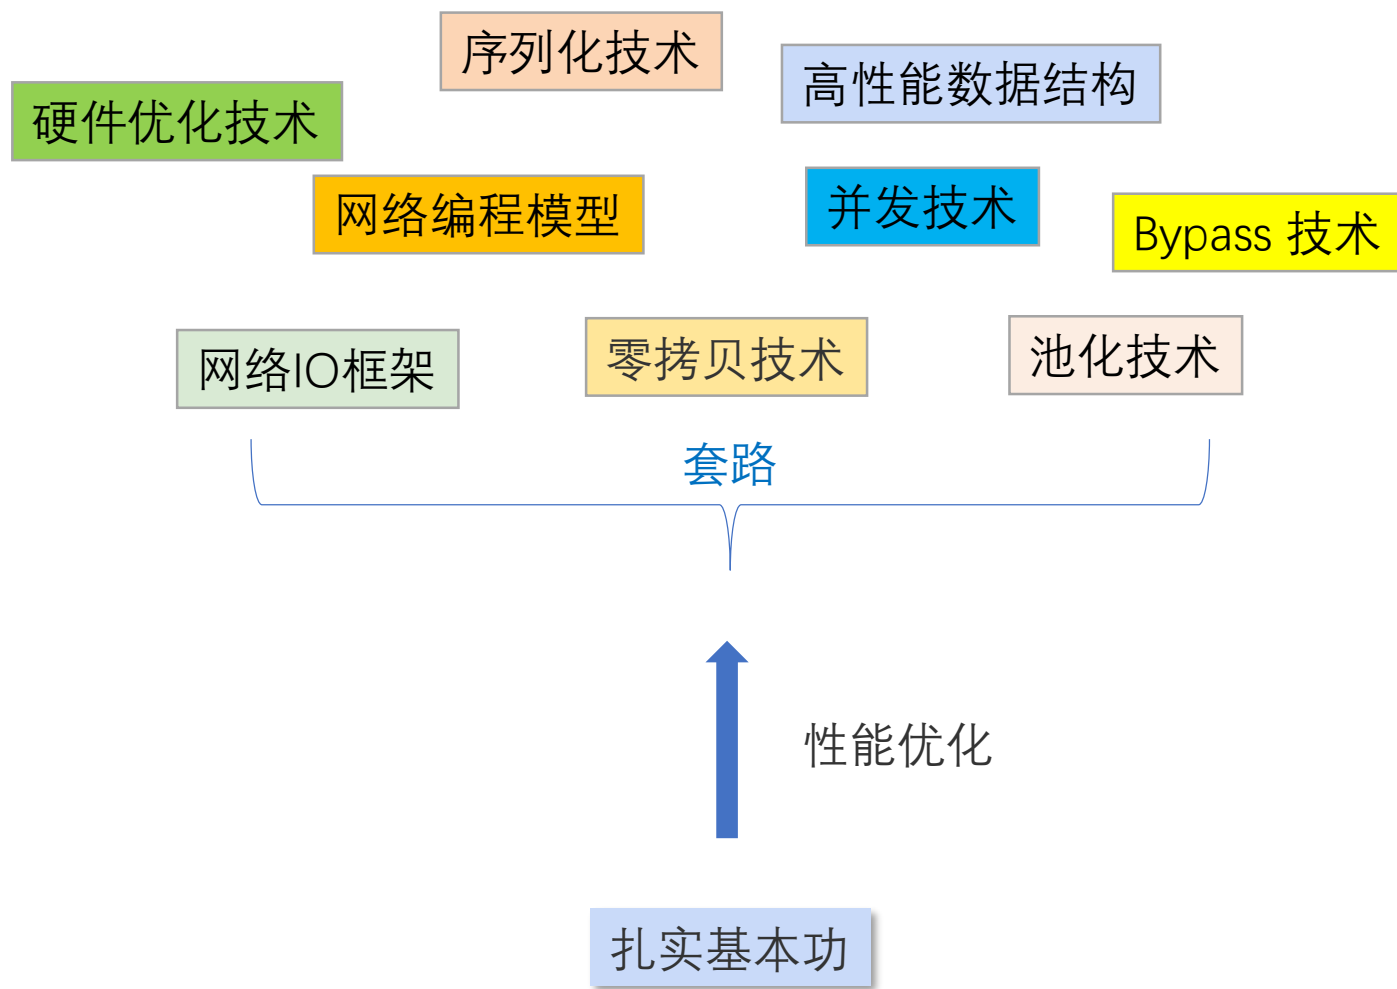 序列化技术
高性能数据结构
硬件优化技术
网络编程模型
并发技术
Bypass 技术
网络IO框架
零拷贝技术
池化技术
套路
性能优化
扎实基本功